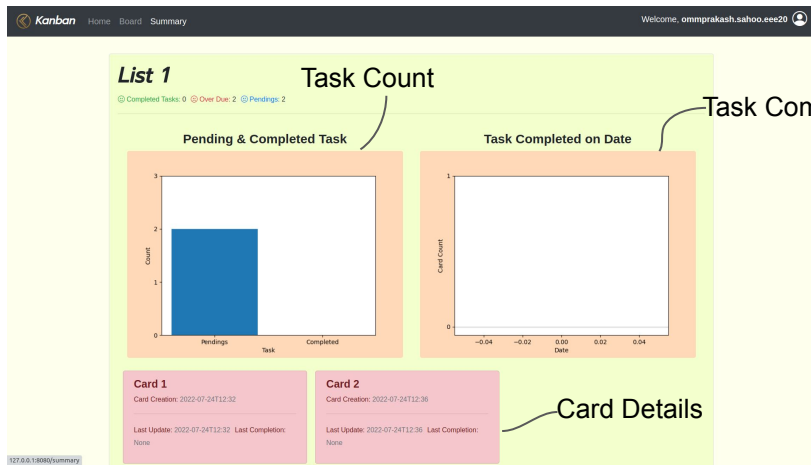 Kanban Home Board Summary Welcome, ommprakash.sahoo.eee20
List 1
Task Count
Completed Tasks: 0 Over Due: 2 Pendings: 2
Task Com
Pending & Completed Task
Task Completed on Date
3
2
1
0
Count
Pendings Completed
Task
1
0
Card Count
−0.04 −0.02 0.00 0.02 0.04
Date
Card 1
Card Creation: 2022-07-24T12:32
Last Update: 2022-07-24T12:32 Last Completion:
None
Card 2
Card Creation: 2022-07-24T12:36
Last Update: 2022-07-24T12:36 Last Completion:
None
Card Details
127.0.0.1:8080/summary